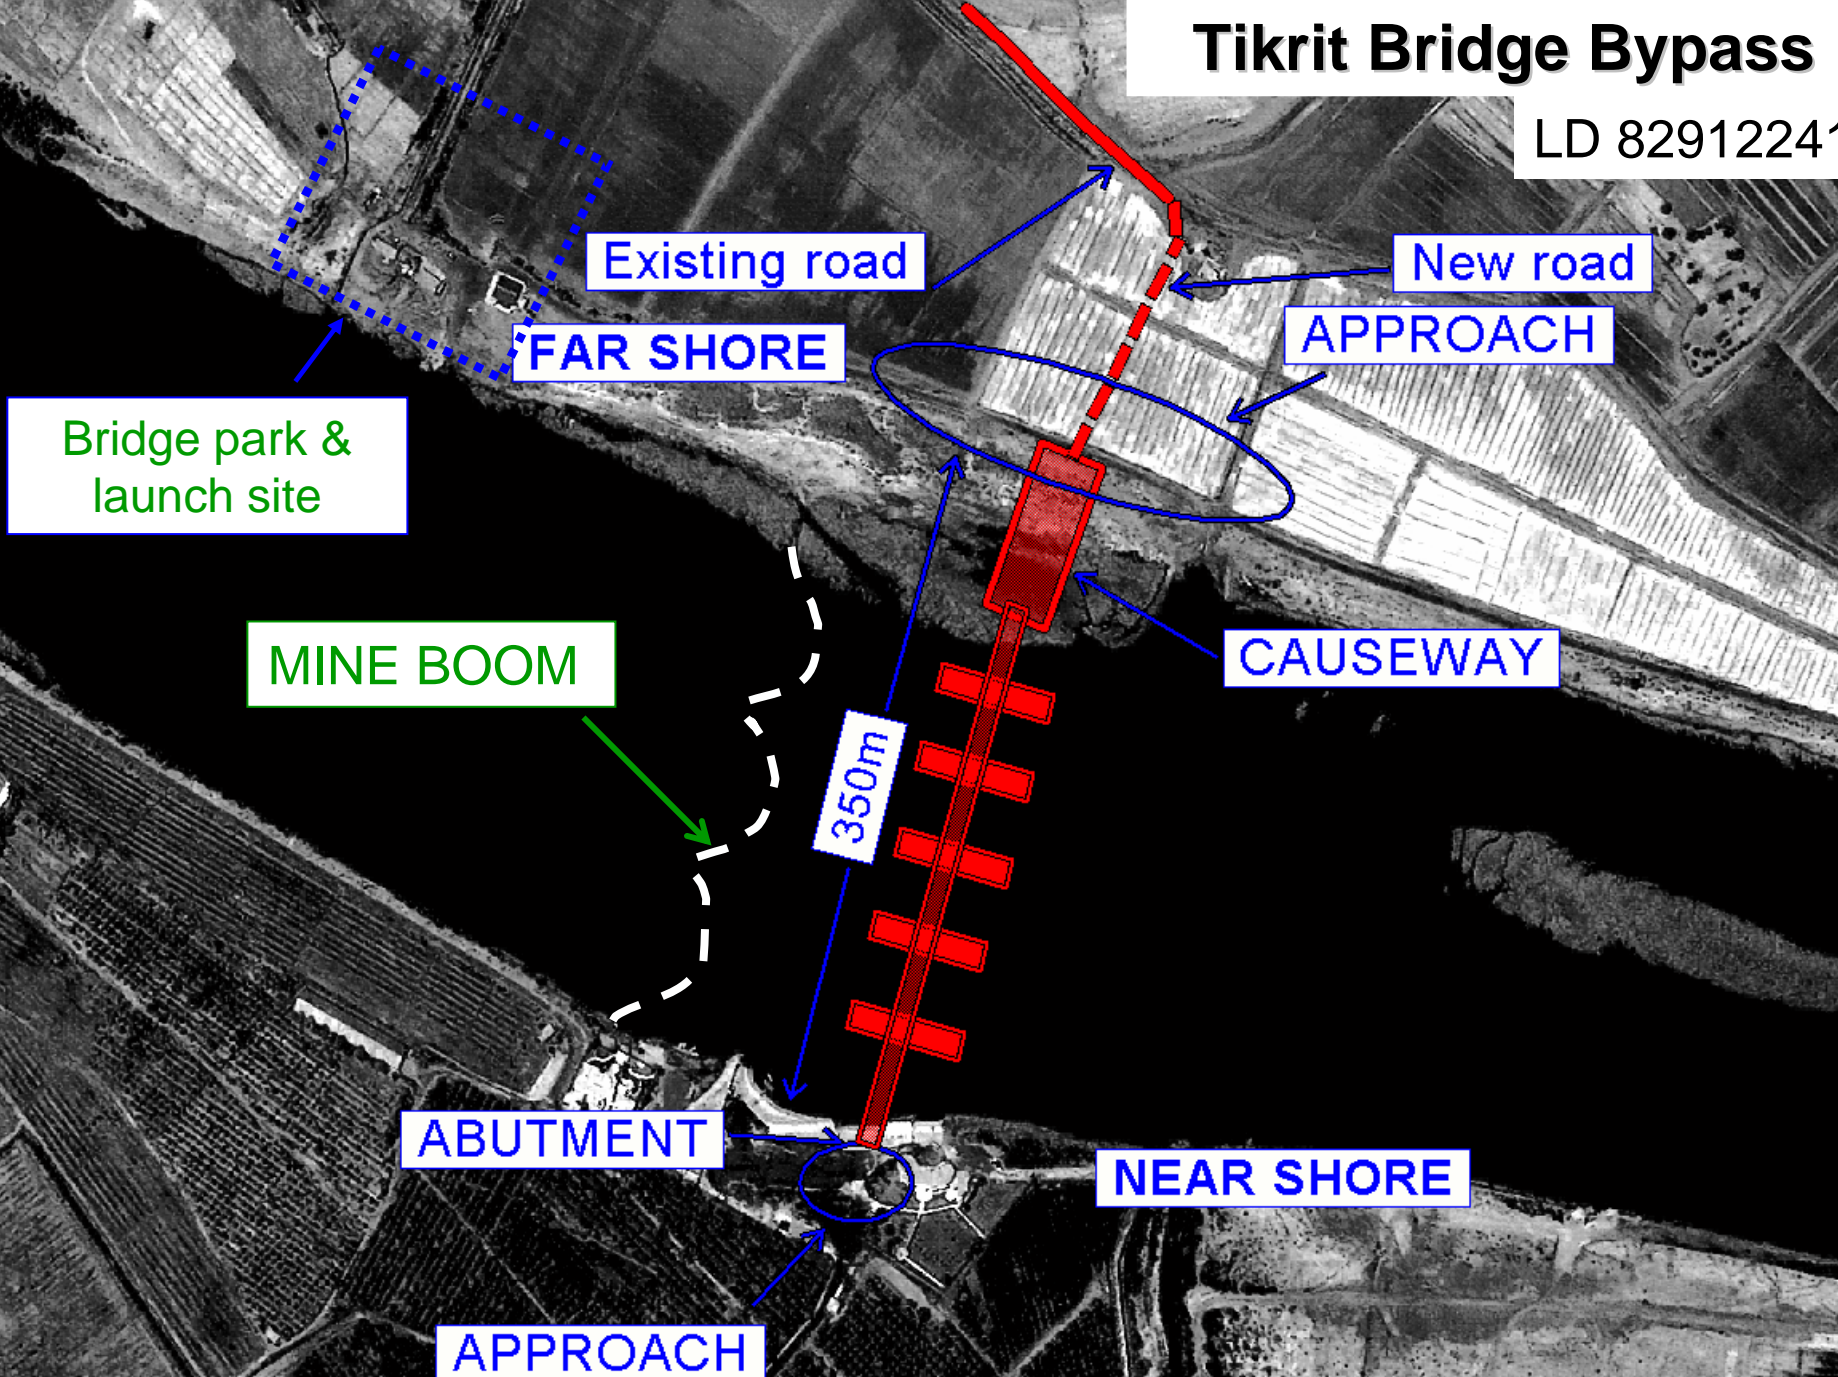 Tikrit Bridge Bypass
LD 8291224
Existing road
New road
APPROACH
FAR SHORE
Bridge park &
launch site
MINE BOOM
CAUSEWAY
350m
ABUTMENT
NEAR SHORE
APPROACH